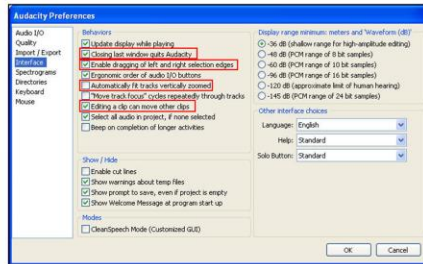 Audacity Preferences
Audio I/O
Quality
Import / Export
Interface
Spectrograms
Directories
Keyboard
Mouse
Behaviors
Update display while playing
Closing last window quits Audacity
Enable dragging of left and right selection edges
Ergonomic order of audio I/O buttons
Automatically fit tracks vertically zoomed
"Move track focus" cycles repeatedly through tracks
Editing a clip can move other clips
Select all audio in project, if none selected
Beep on completion of longer activities
Show / Hide
Enable cut lines
Show warnings about temp files
Show prompt to save, even if project is empty
Show Welcome Message at program start up
Modes
CleanSpeech Mode (Customized GUI)
Display range minimum: meters and 'Waveform (dB)'
-36 dB (shallow range for high-amplitude editing)
-48 dB (PCM range of 8 bit samples)
-60 dB (PCM range of 10 bit samples)
-96 dB (PCM range of 16 bit samples)
-120 dB (approximate limit of human hearing)
-145 dB (PCM range of 24 bit samples)
Other interface choices
Language: English
Help: Standard
Solo Button: Standard
OK Cancel